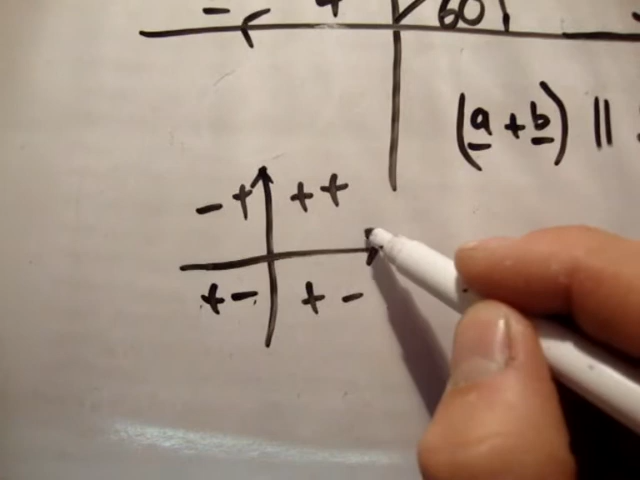 - + 60
(a + b) ||
- + + +
+ - + -